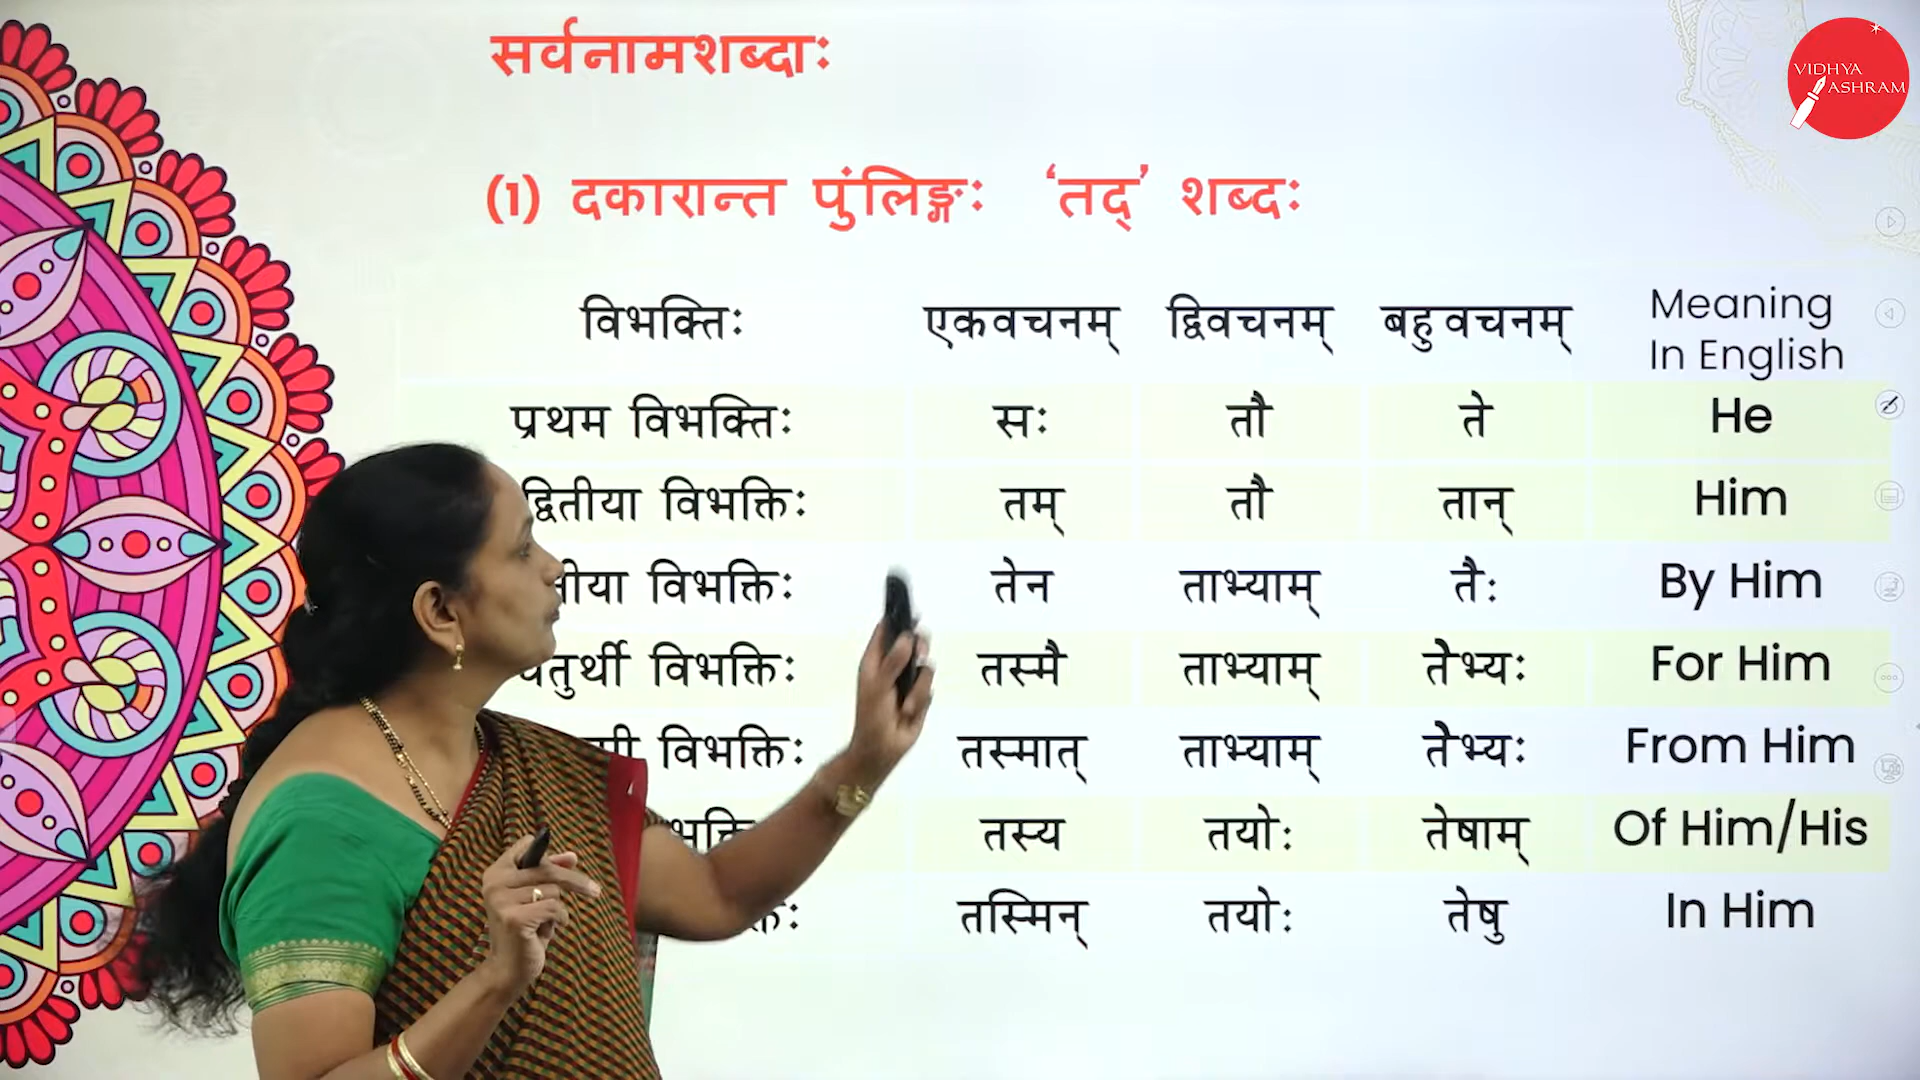 सर्वनामशब्दाः
VIDHYA
ASHRAM
(1) दकारान्त पुंलिङ्गः ‘तद्’ शब्दः
विभक्तिः एकवचनम् द्विवचनम् बहुवचनम् Meaning In English
प्रथम विभक्तिः सः तौ ते He
द्वितीया विभक्तिः तम् तौ तान् Him
विभक्तिः तेन ताभ्याम् तैः By Him
चतुर्थी विभक्तिः तस्मै ताभ्याम् तेभ्यः For Him
विभक्तिः तस्मात् ताभ्याम् तेभ्यः From Him
तस्य तयोः तेषाम् Of Him/His
तस्मिन् तयोः तेषु In Him